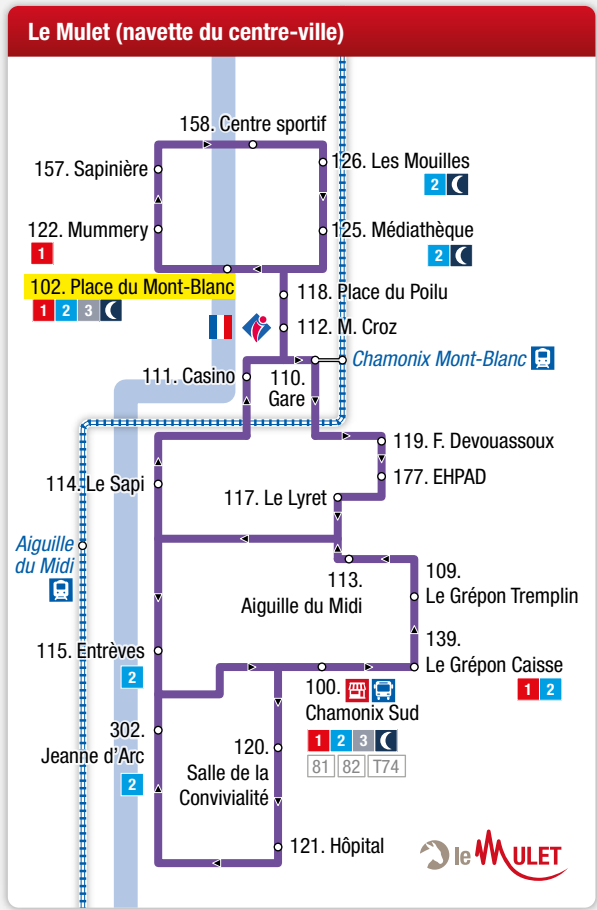 Le Mulet (navette du centre-ville)
158. Centre sportif
157. Sapinière
126. Les Mouilles
2
122. Mummery
1
125. Médiathèque
2
102. Place du Mont-Blanc
1 2 3
118. Place du Poilu
112. M. Croz
Chamonix Mont-Blanc
111. Casino
110.
Gare
119. F. Devouassoux
177. EHPAD
114. Le Sapi
117. Le Lyret
Aiguille
du Midi
113.
Aiguille du Midi
109.
Le Grépon Tremplin
115. Entrèves
2
139.
Le Grépon Caisse
1 2
100.
Chamonix Sud
1 2 3
81 82 T74
302.
Jeanne d'Arc
2
120.
Salle de la
Convivialité
121. Hôpital
le MULET